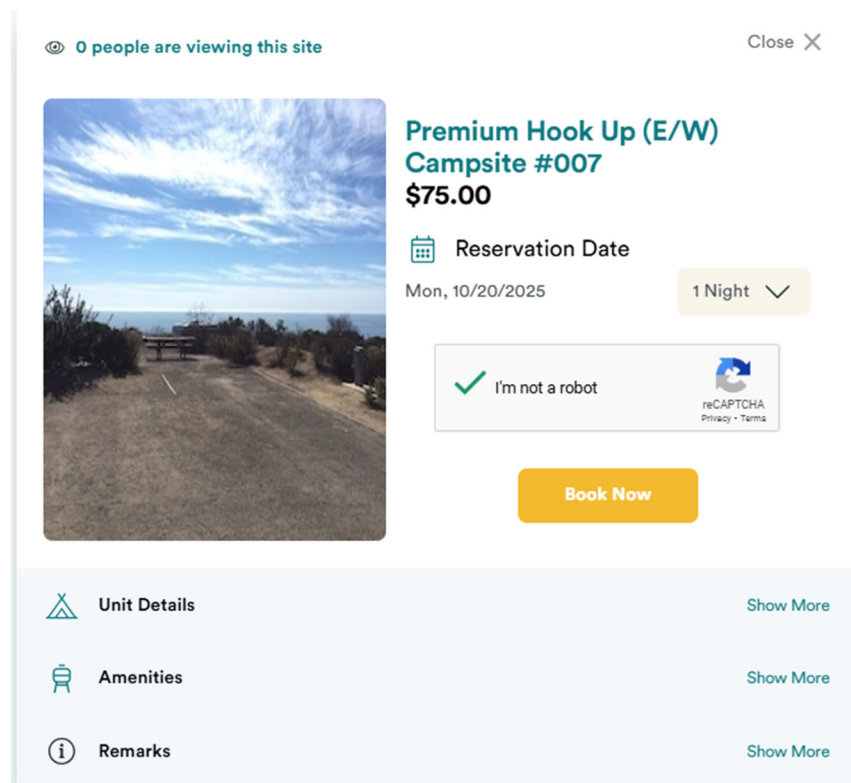 0 people are viewing this site
Close
Premium Hook Up (E/W)
Campsite #007
$75.00
Reservation Date
Mon, 10/20/2025
1 Night
I'm not a robot
reCAPTCHA
Privacy - Terms
Book Now
Unit Details
Show More
Amenities
Show More
Remarks
Show More